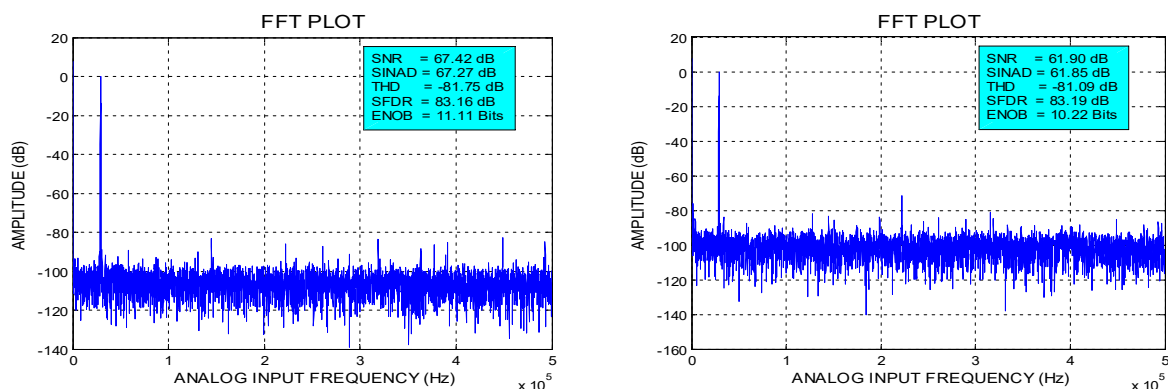 FFT PLOT
20
0
-20
-40
-60
-80
-100
-120
-140
AMPLITUDE (dB)
SNR = 67.42 dB
SINAD = 67.27 dB
THD = -81.75 dB
SFDR = 83.16 dB
ENOB = 11.11 Bits
0 1 2 3 4 5
ANALOG INPUT FREQUENCY (Hz)
x 10^5
FFT PLOT
20
0
-20
-40
-60
-80
-100
-120
-140
-160
AMPLITUDE (dB)
SNR = 61.90 dB
SINAD = 61.85 dB
THD = -81.09 dB
SFDR = 83.19 dB
ENOB = 10.22 Bits
0 1 2 3 4 5
ANALOG INPUT FREQUENCY (Hz)
x 10^5